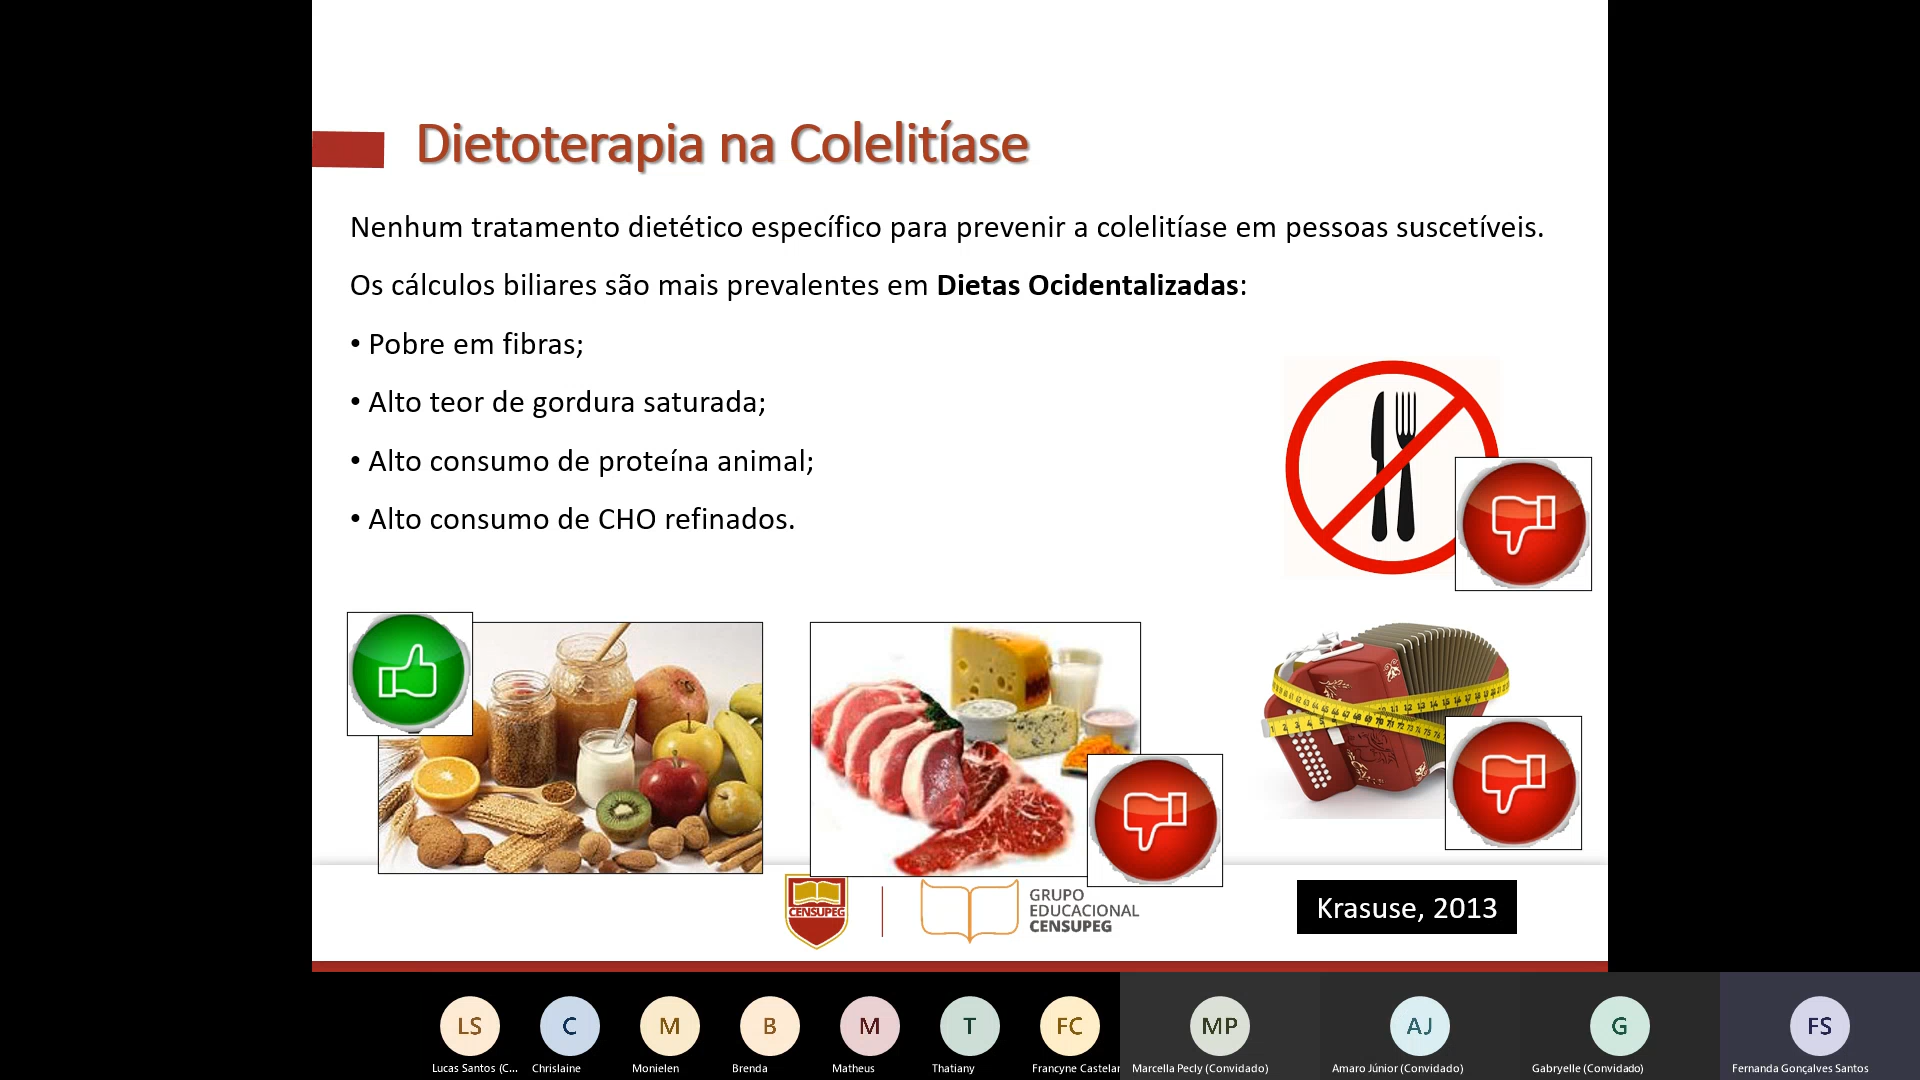 Dietoterapia na Colelitíase
Nenhum tratamento dietético específico para prevenir a colelitíase em pessoas suscetíveis.
Os cálculos biliares são mais prevalentes em Dietas Ocidentalizadas:
• Pobre em fibras;
• Alto teor de gordura saturada;
• Alto consumo de proteína animal;
• Alto consumo de CHO refinados.
CENSUPEG
GRUPO
EDUCACIONAL
CENSUPEG
Krasuse, 2013
LS
C
M
B
M
T
FC
MP
AJ
G
FS
Lucas Santos (C...
Chrislaine
Monielen
Brenda
Matheus
Thatiany
Francyne Castelar
Marcella Pecly (Convidado)
Amaro Júnior (Convidado)
Gabryelle (Convidado)
Fernanda Gonçalves Santos